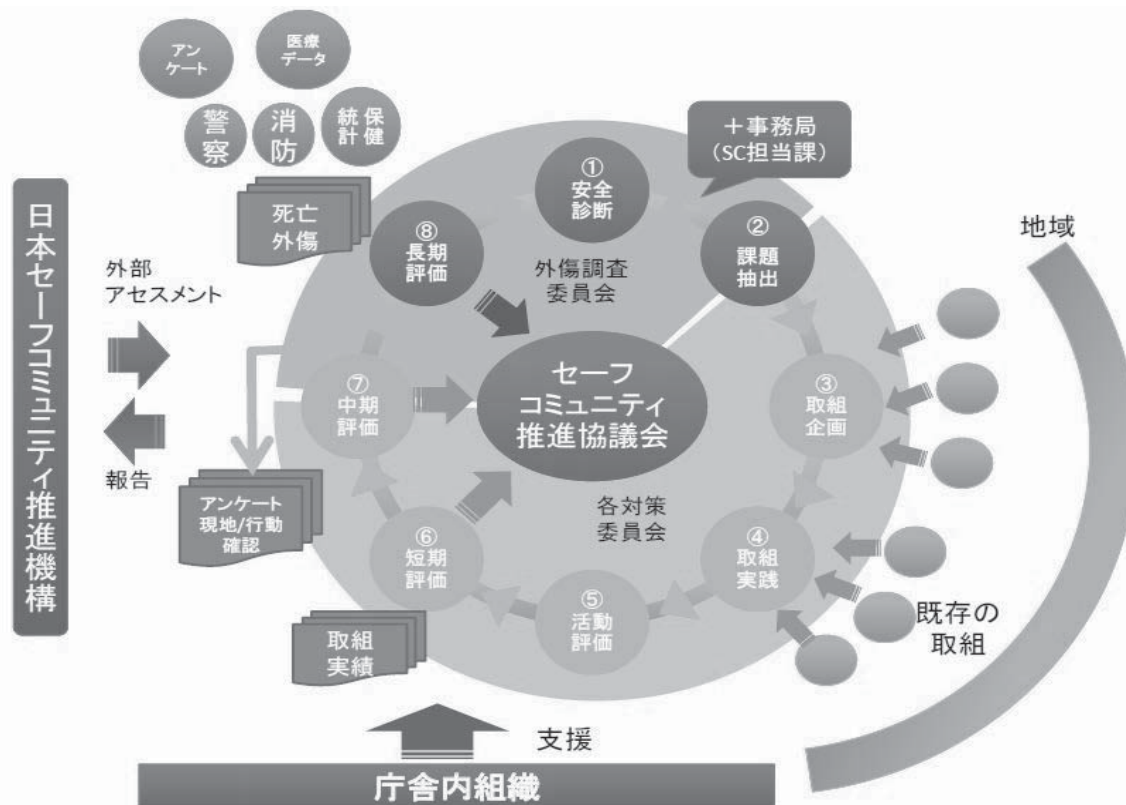 アン
ケート
医療
データ
警
察
消
防
統 保
計 健
死亡
外傷
+事務局
(SC担当課)
日本セーフコミュニティ推進機構
外部
アセスメント
報告
①
安全
診断
②
課題
抽出
③
取組
企画
④
取組
実践
⑤
活動
評価
⑥
短期
評価
⑦
中期
評価
⑧
長期
評価
外傷調査
委員会
セーフ
コミュニティ
推進協議会
各対策
委員会
アンケート
現地/行動
確認
取組
実績
地域
既存の
取組
支援
庁舎内組織